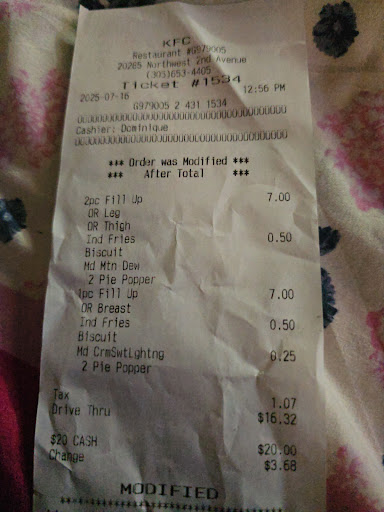 KFC
Restaurant #G979005
20265 Northwest 2nd Avenue
(305)653-4405
Ticket #1534
2025-07-16 12:56 PM
G979005 2 431 1534
Cashier: Dominique
*** Order was Modified ***
*** After Total ***
2pc Fill Up 7.00
OR Leg
OR Thigh
Ind Fries 0.50
Biscuit
Md Mtn Dew
2 Pie Popper
1pc Fill Up 7.00
OR Breast
Ind Fries 0.50
Biscuit
Md CrmSwtLghtng 0.25
2 Pie Popper
Tax 1.07
Drive Thru $16.32
$20 CASH $20.00
Change $3.68
MODIFIED